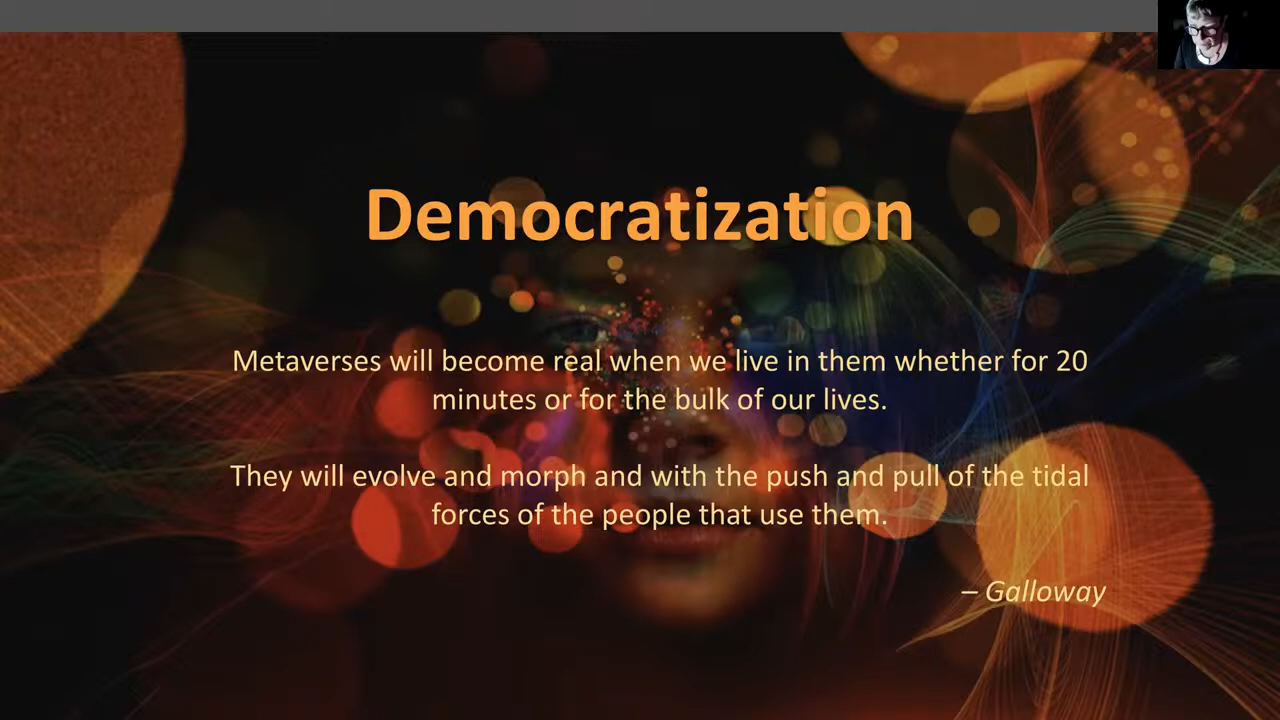 Democratization
Metaverses will become real when we live in them whether for 20
minutes or for the bulk of our lives.
They will evolve and morph and with the push and pull of the tidal
forces of the people that use them.
– Galloway